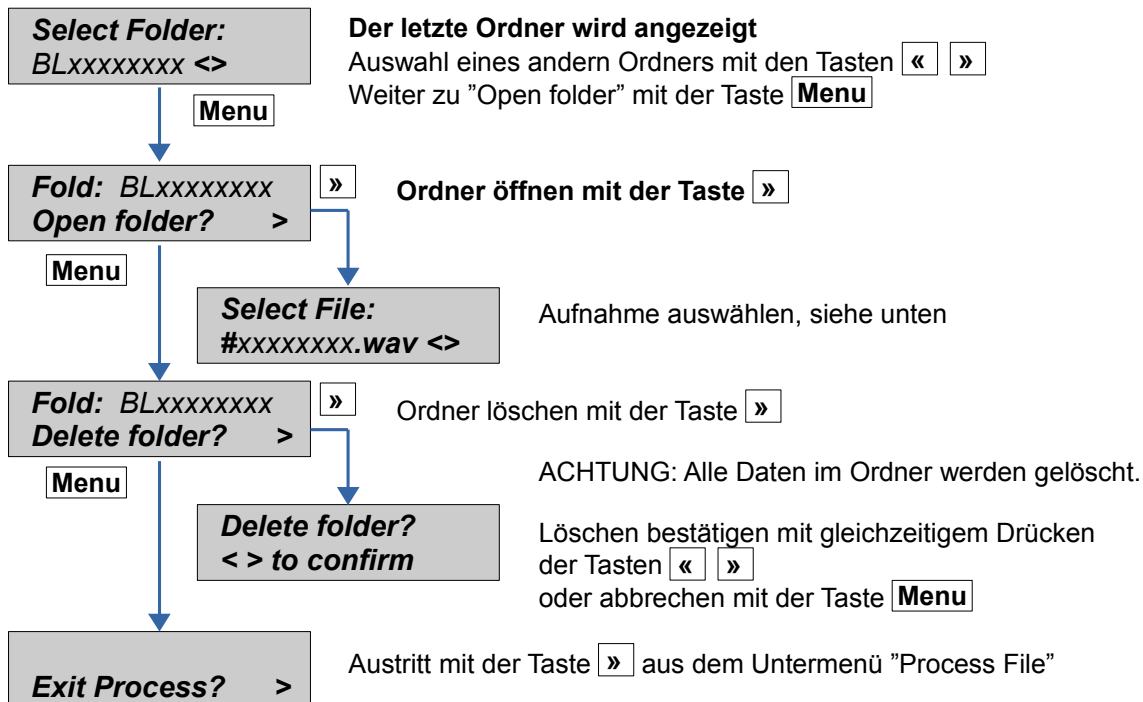 Select Folder:
BLxxxxxxxx <>
Der letzte Ordner wird angezeigt
Auswahl eines andern Ordners mit den Tasten « »
Weiter zu ”Open folder” mit der Taste Menu
Menu
Fold: BLxxxxxxxx
Open folder? >
»
Ordner öffnen mit der Taste »
Menu
Select File:
#xxxxxxxx.wav <>
Aufnahme auswählen, siehe unten
Fold: BLxxxxxxxx
Delete folder? >
»
Ordner löschen mit der Taste »
Menu
ACHTUNG: Alle Daten im Ordner werden gelöscht.
Delete folder?
< > to confirm
Löschen bestätigen mit gleichzeitigem Drücken
der Tasten « »
oder abbrechen mit der Taste Menu
Exit Process? >
Austritt mit der Taste » aus dem Untermenü ”Process File”